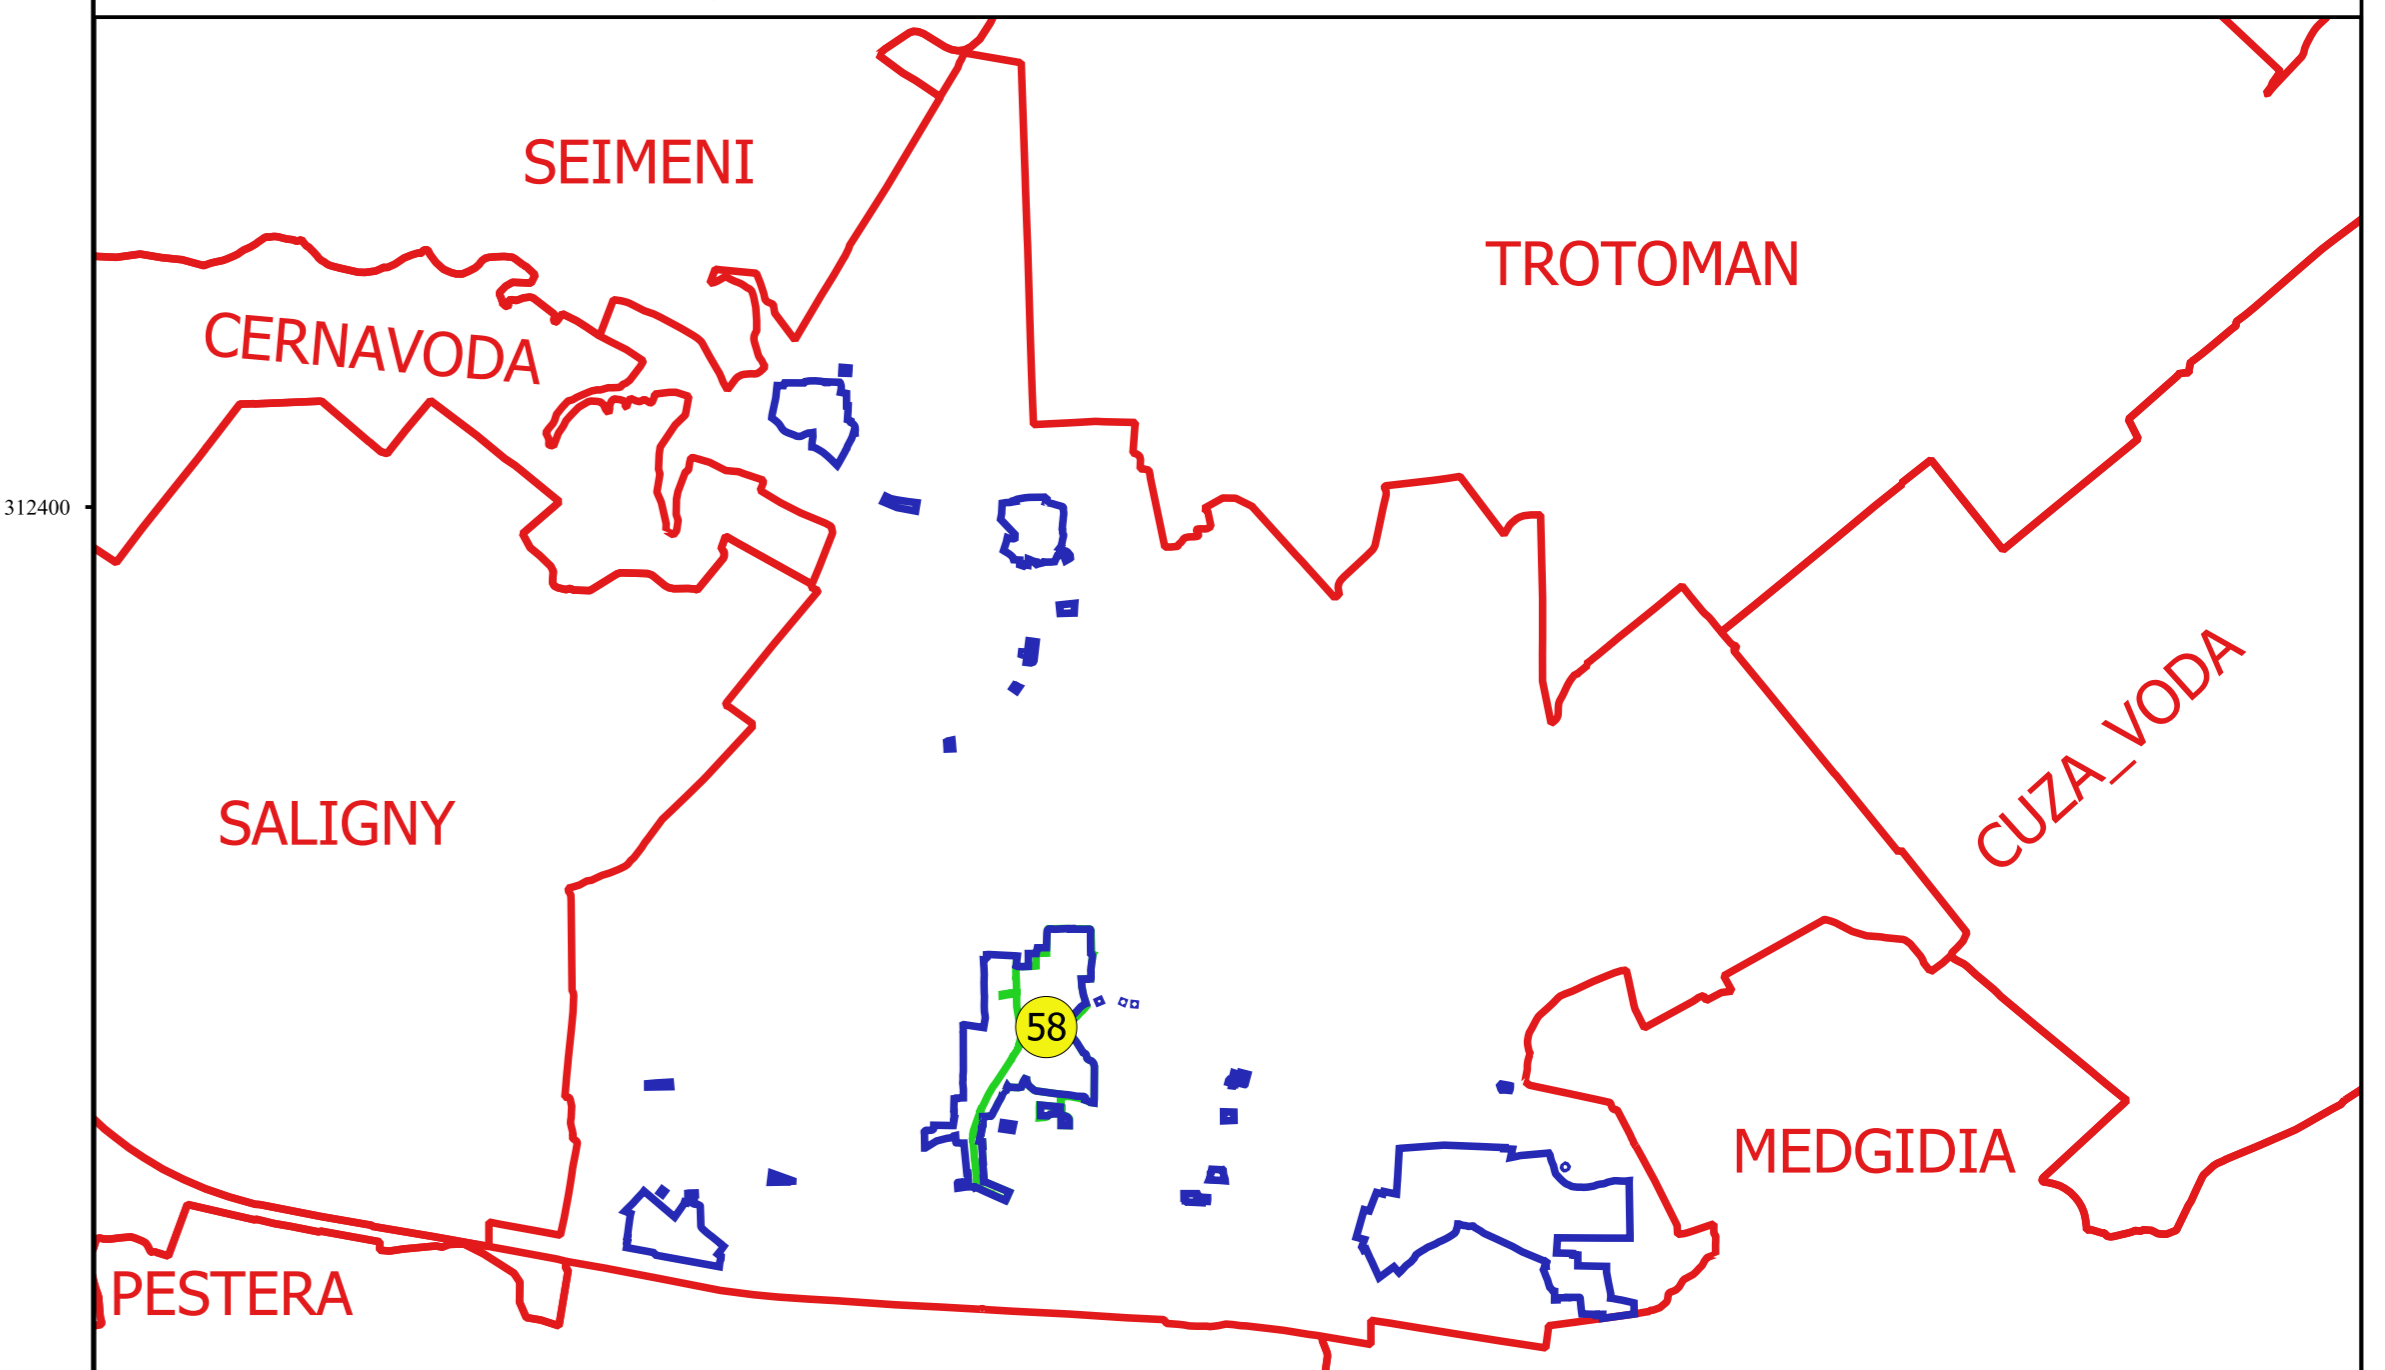 SEIMENI
TROTOMAN
CERNAVODA
312400
CUZA_VODA
SALIGNY
58
MEDGIDIA
PESTERA